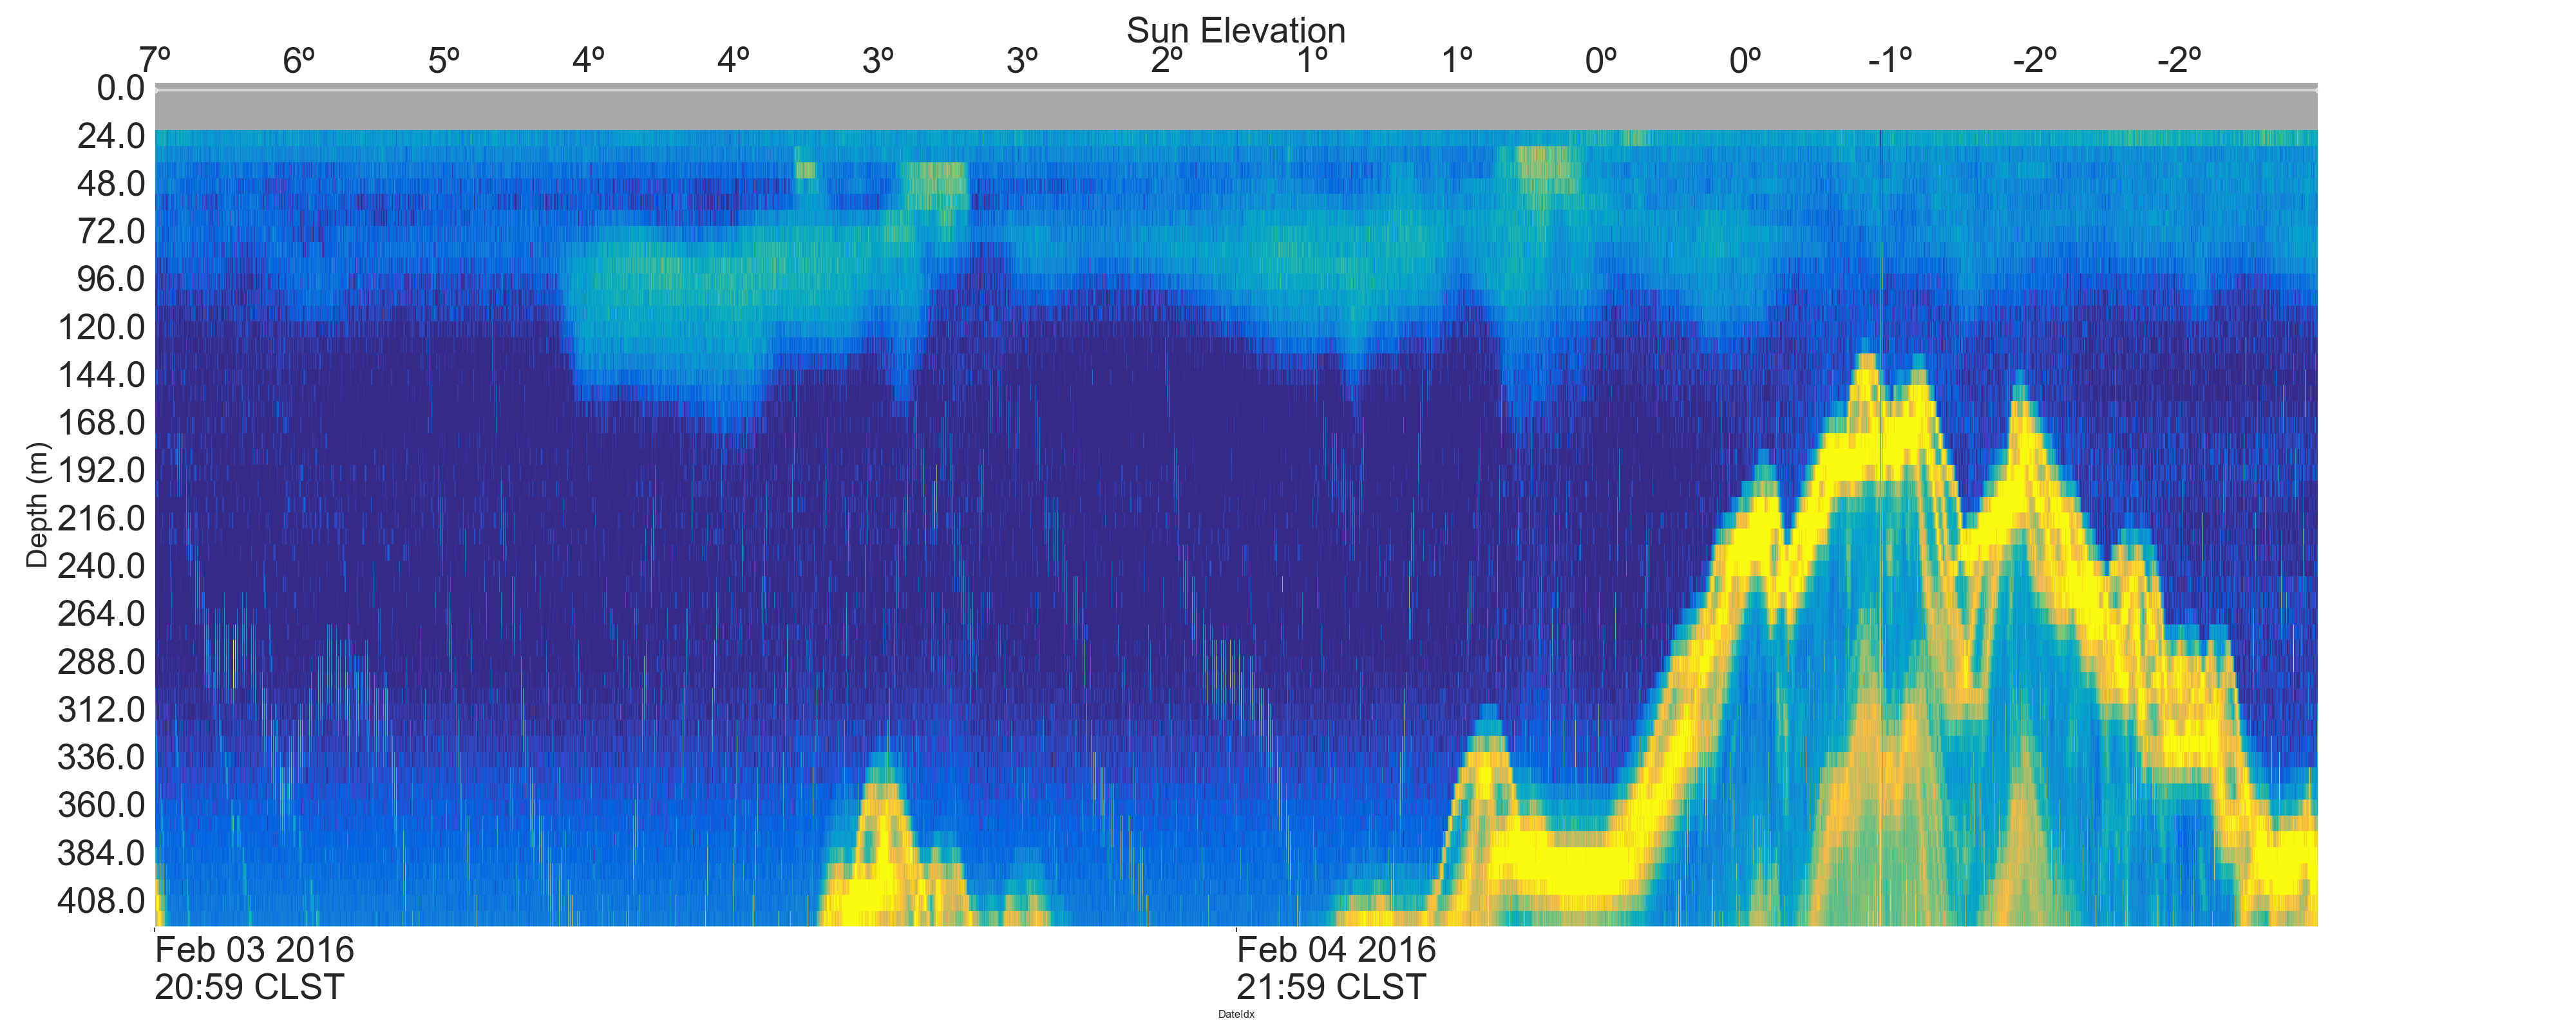 Sun Elevation
7º 6º 5º 4º 4º 3º 3º 2º 1º 1º 0º 0º -1º -2º -2º
0.0
24.0
48.0
72.0
96.0
120.0
144.0
168.0
192.0
216.0
240.0
264.0
288.0
312.0
336.0
360.0
384.0
408.0
Depth (m)
Feb 03 2016
20:59 CLST
Feb 04 2016
21:59 CLST
DateIdx